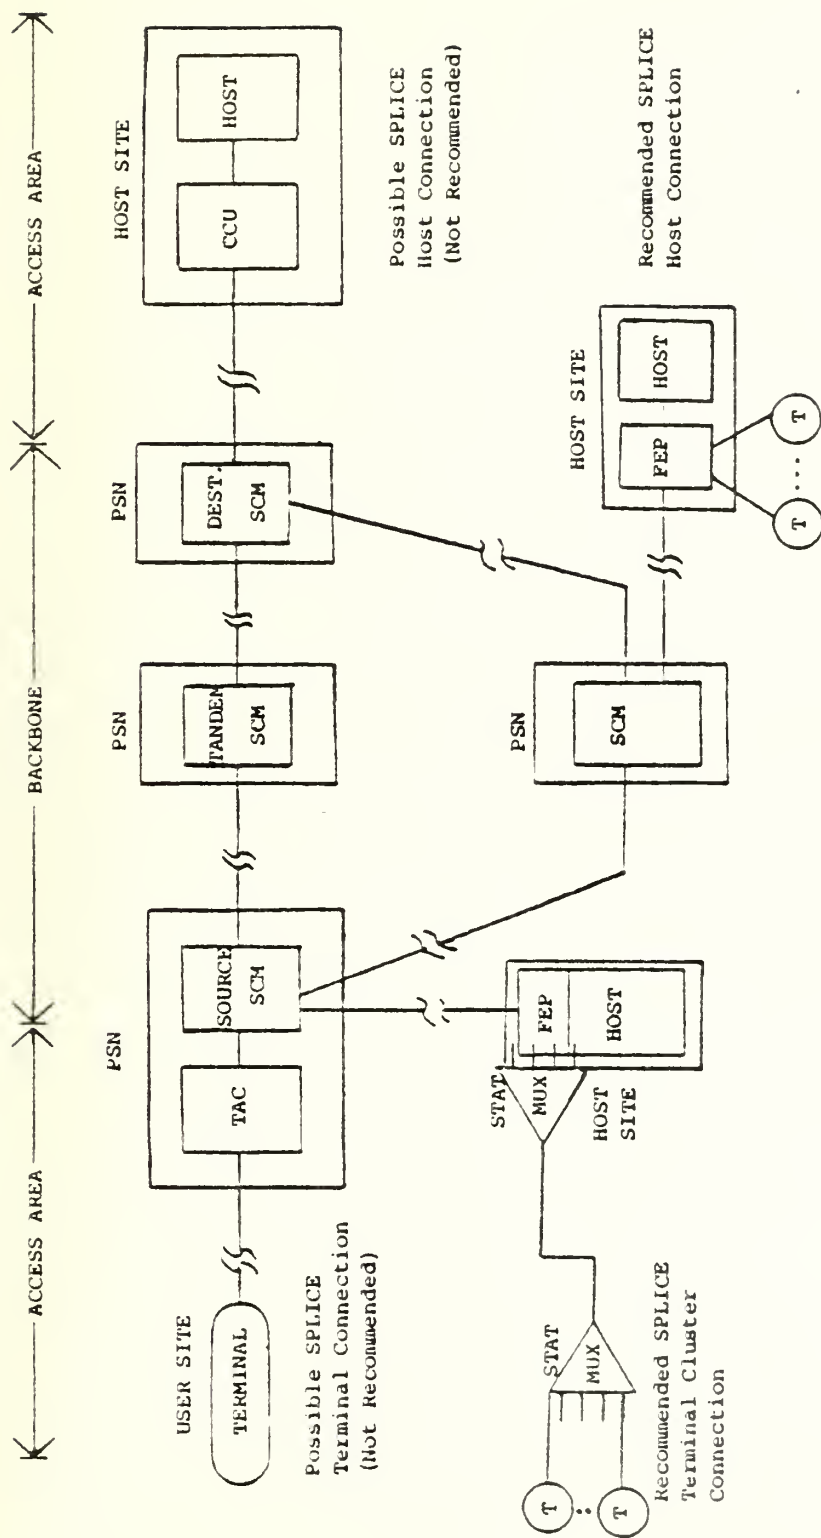 ACCESS AREA
BACKBONE
ACCESS AREA
USER SITE
TERMINAL
Possible SPLICE
Terminal Connection
(Not Recommended)
PSN
TAC
SOURCE
SCM
PSN
TANDEM
SCM
PSN
DEST.
SCM
HOST SITE
CCU
HOST
Possible SPLICE
Host Connection
(Not Recommended)
T
T
STAT
MUX
Recommended SPLICE
Terminal Cluster
Connection
STAT
MUX
HOST
SITE
FEP
HOST
PSN
SCM
HOST SITE
FEP
HOST
T
...
T
Recommended SPLICE
Host Connection